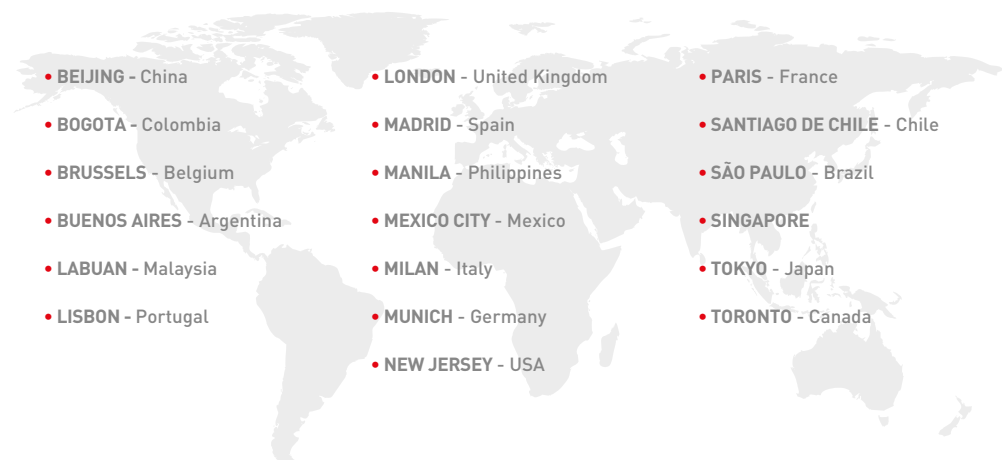 • BEIJING - China
• BOGOTA - Colombia
• BRUSSELS - Belgium
• BUENOS AIRES - Argentina
• LABUAN - Malaysia
• LISBON - Portugal
• LONDON - United Kingdom
• MADRID - Spain
• MANILA - Philippines
• MEXICO CITY - Mexico
• MILAN - Italy
• MUNICH - Germany
• NEW JERSEY - USA
• PARIS - France
• SANTIAGO DE CHILE - Chile
• SÃO PAULO - Brazil
• SINGAPORE
• TOKYO - Japan
• TORONTO - Canada